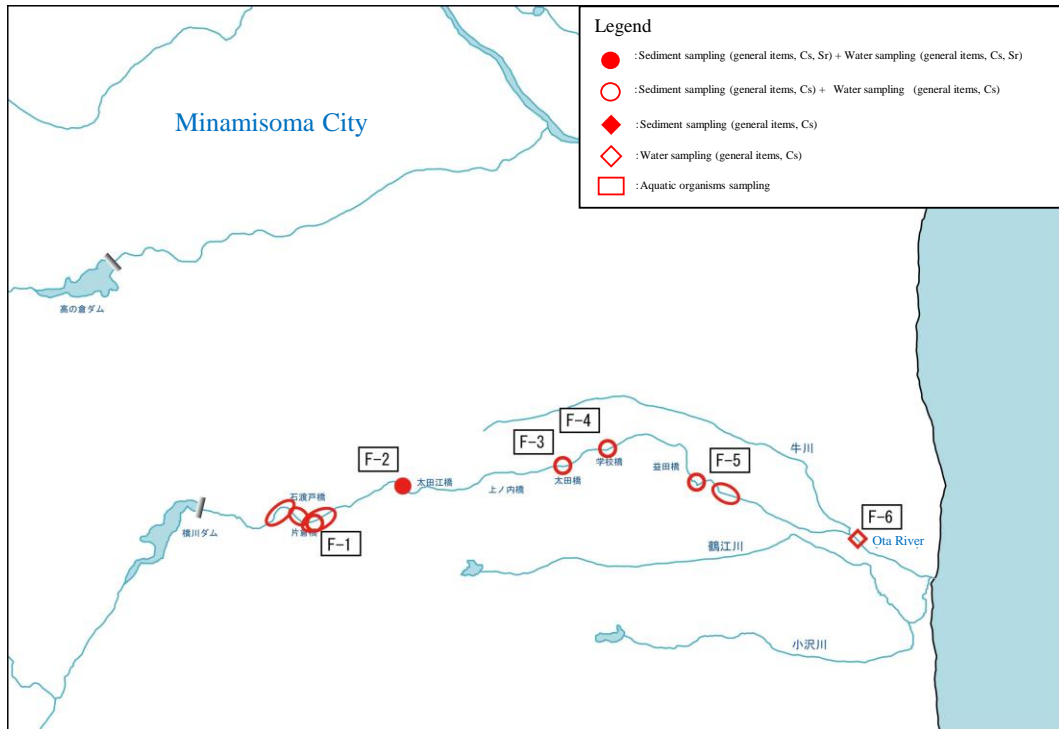 Legend
:Sediment sampling (general items, Cs, Sr) + Water sampling (general items, Cs, Sr)
:Sediment sampling (general items, Cs) + Water sampling (general items, Cs)
:Sediment sampling (general items, Cs)
:Water sampling (general items, Cs)
:Aquatic organisms sampling
Minamisoma City
高の倉ダム
F-4
F-3
F-2
F-5
牛川
学校橋
益田橋
太田橋
太田江橋
上ノ内橋
石渡戸橋
横川ダム
片倉橋
F-1
F-6
Ota River
鶴江川
小沢川